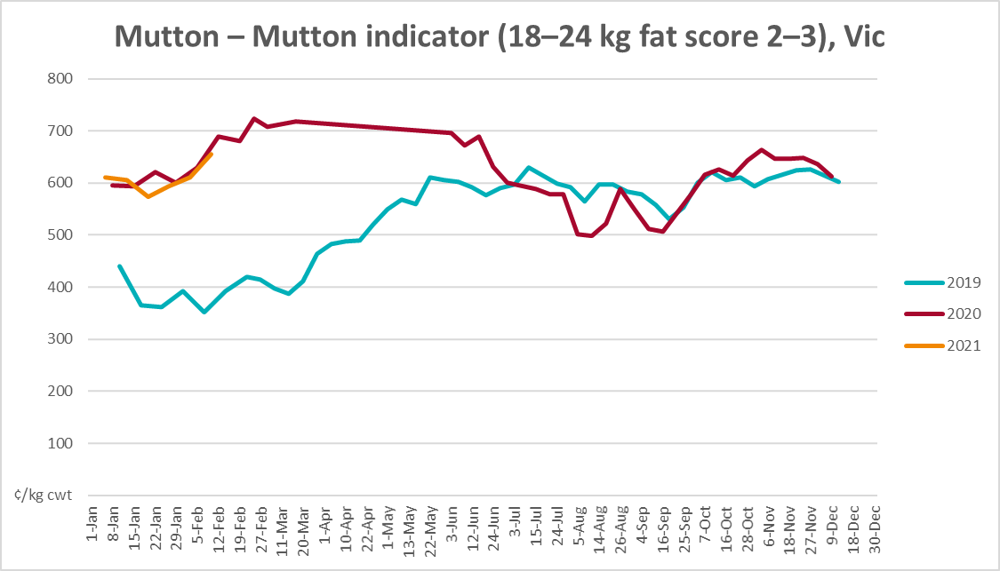 Mutton – Mutton indicator (18–24 kg fat score 2–3), Vic
800
700
600
500
400
300
200
100
¢/kg cwt
1-Jan
8-Jan
15-Jan
22-Jan
29-Jan
5-Feb
12-Feb
19-Feb
27-Feb
11-Mar
20-Mar
1-Apr
10-Apr
22-Apr
1-May
13-May
22-May
3-Jun
12-Jun
24-Jun
3-Jul
15-Jul
24-Jul
5-Aug
14-Aug
26-Aug
4-Sep
16-Sep
25-Sep
7-Oct
16-Oct
28-Oct
6-Nov
18-Nov
27-Nov
9-Dec
18-Dec
30-Dec
2019
2020
2021